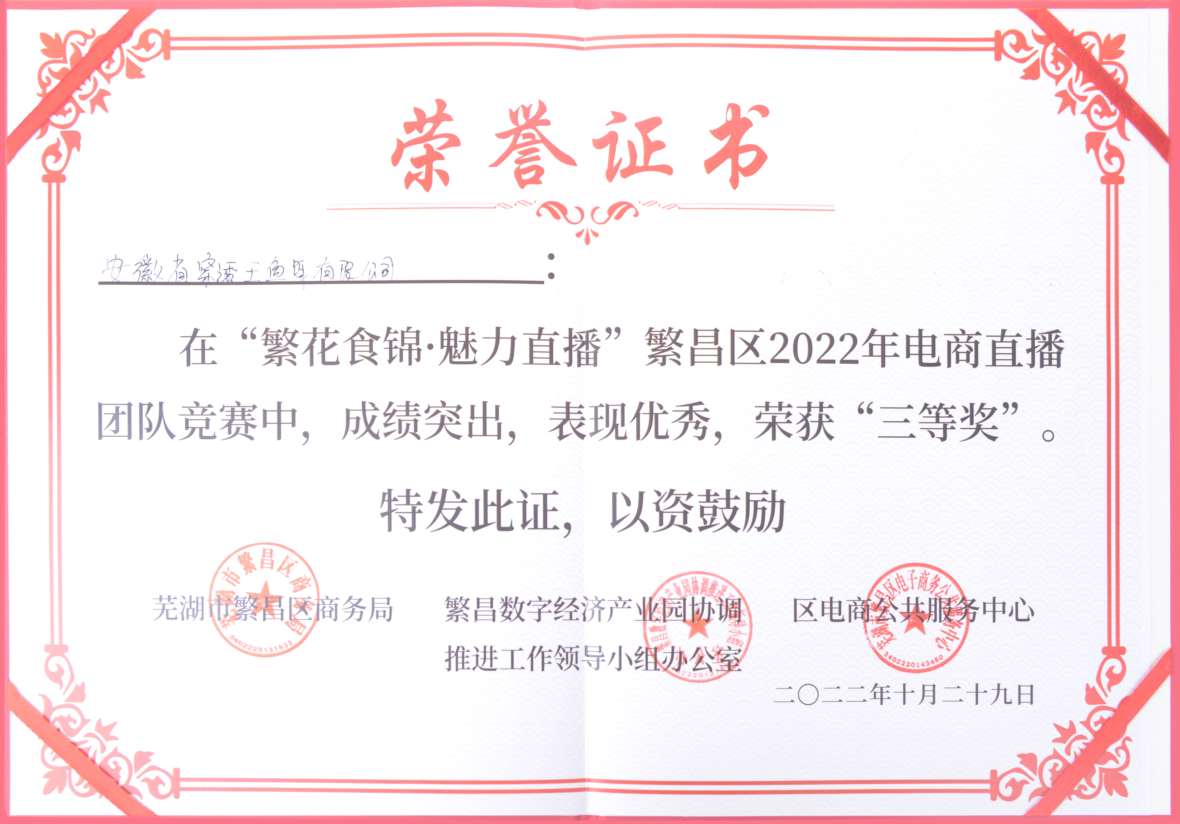 荣誉证书
安徽省窑酒王鱼具有限公司:
在“繁花食锦·魅力直播”繁昌区2022年电商直播
团队竞赛中，成绩突出，表现优秀，荣获“三等奖”。
特发此证，以资鼓励
芜湖市繁昌区商务局 繁昌数字经济产业园协调 区电商公共服务中心
推进工作领导小组办公室
二〇二二年十月二十九日